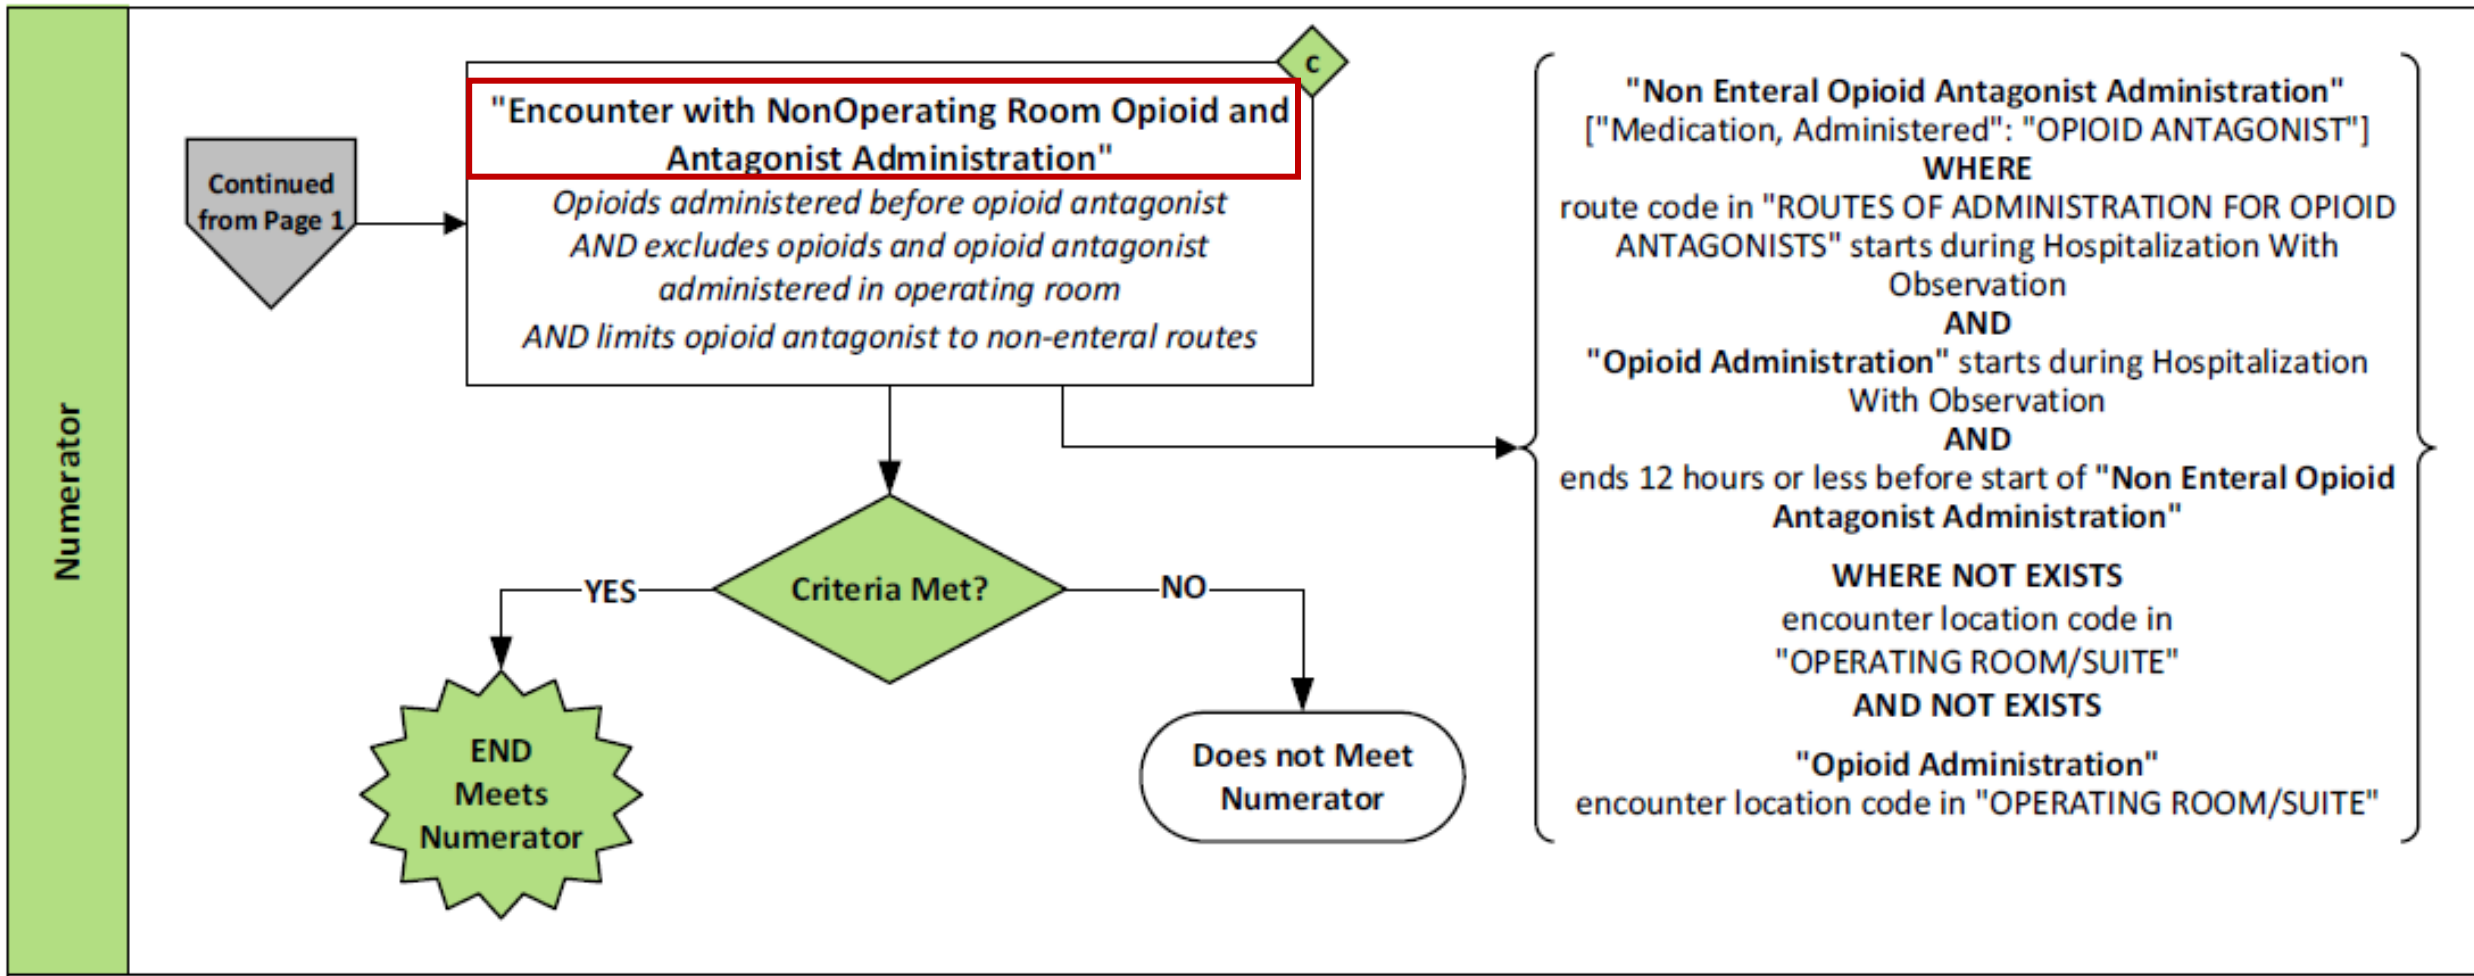 Numerator
Continued
from Page 1
C
"Encounter with NonOperating Room Opioid and
Antagonist Administration"
Opioids administered before opioid antagonist
AND excludes opioids and opioid antagonist
administered in operating room
AND limits opioid antagonist to non-enteral routes
Criteria Met?
YES
NO
END
Meets
Numerator
Does not Meet
Numerator
"Non Enteral Opioid Antagonist Administration"
["Medication, Administered": "OPIOID ANTAGONIST"]
WHERE
route code in "ROUTES OF ADMINISTRATION FOR OPIOID
ANTAGONISTS" starts during Hospitalization With
Observation
AND
"Opioid Administration" starts during Hospitalization
With Observation
AND
ends 12 hours or less before start of "Non Enteral Opioid
Antagonist Administration"
WHERE NOT EXISTS
encounter location code in
"OPERATING ROOM/SUITE"
AND NOT EXISTS
"Opioid Administration"
encounter location code in "OPERATING ROOM/SUITE"